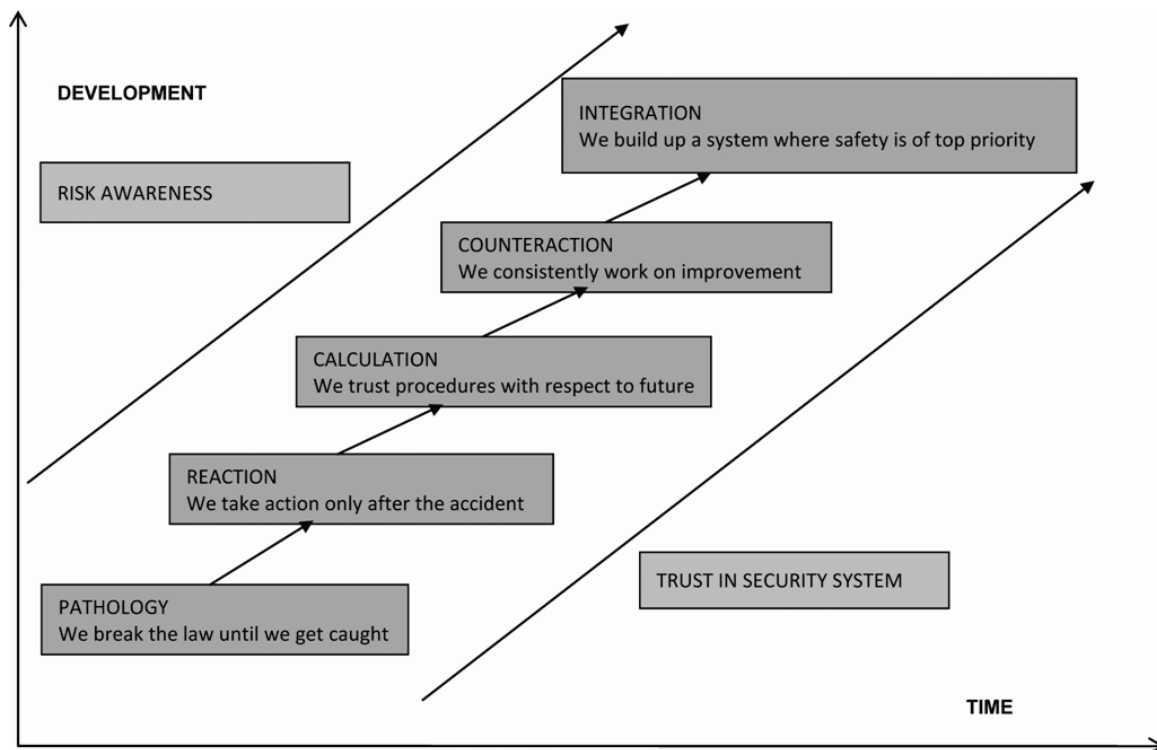 DEVELOPMENT
INTEGRATION
We build up a system where safety is of top priority
RISK AWARENESS
COUNTERACTION
We consistently work on improvement
CALCULATION
We trust procedures with respect to future
REACTION
We take action only after the accident
TRUST IN SECURITY SYSTEM
PATHOLOGY
We break the law until we get caught
TIME